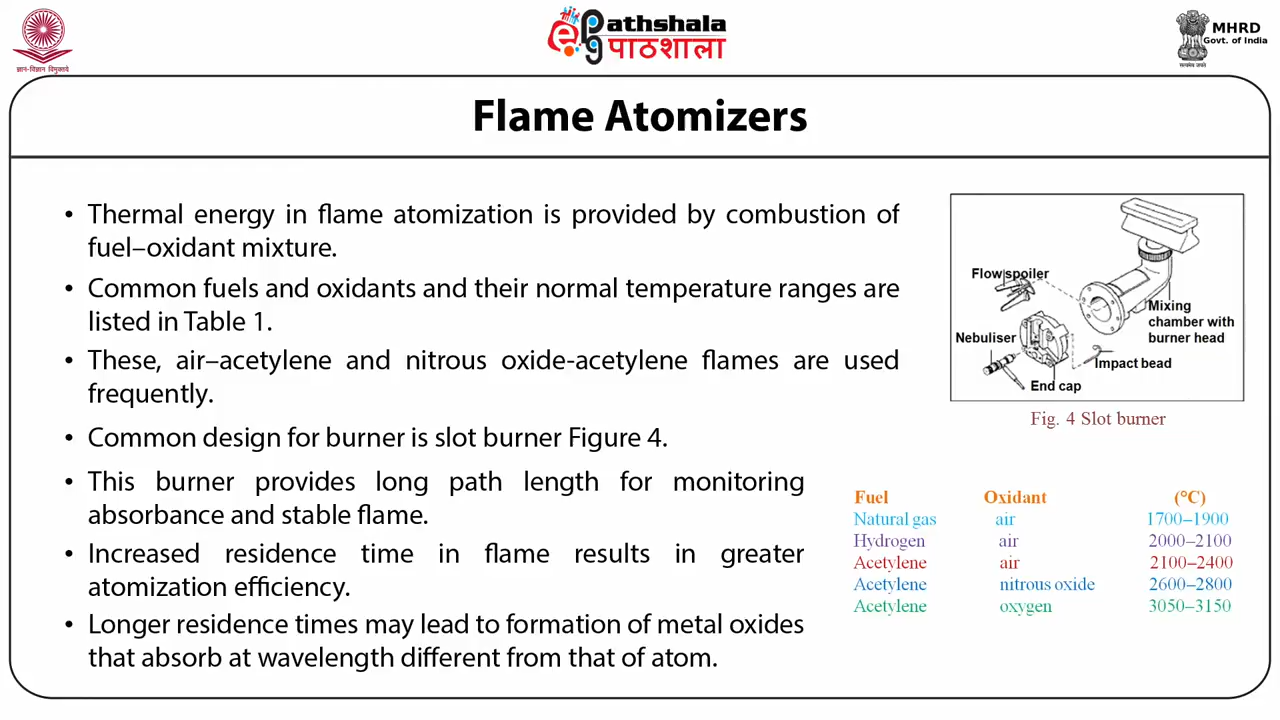 ज्ञान-विज्ञान विमुक्तये
ePG athshala
पाठशाला
MHRD
Govt. of India
सत्यमेव जयते
Flame Atomizers
• Thermal energy in flame atomization is provided by combustion of
fuel–oxidant mixture.
• Common fuels and oxidants and their normal temperature ranges are
listed in Table 1.
• These, air–acetylene and nitrous oxide-acetylene flames are used
frequently.
• Common design for burner is slot burner Figure 4.
• This burner provides long path length for monitoring
absorbance and stable flame.
• Increased residence time in flame results in greater
atomization efficiency.
• Longer residence times may lead to formation of metal oxides
that absorb at wavelength different from that of atom.
Flow spoiler
Mixing
chamber with
burner head
Nebuliser
Impact bead
End cap
Fig. 4 Slot burner
Fuel Oxidant (°C)
Natural gas air 1700–1900
Hydrogen air 2000–2100
Acetylene air 2100–2400
Acetylene nitrous oxide 2600–2800
Acetylene oxygen 3050–3150